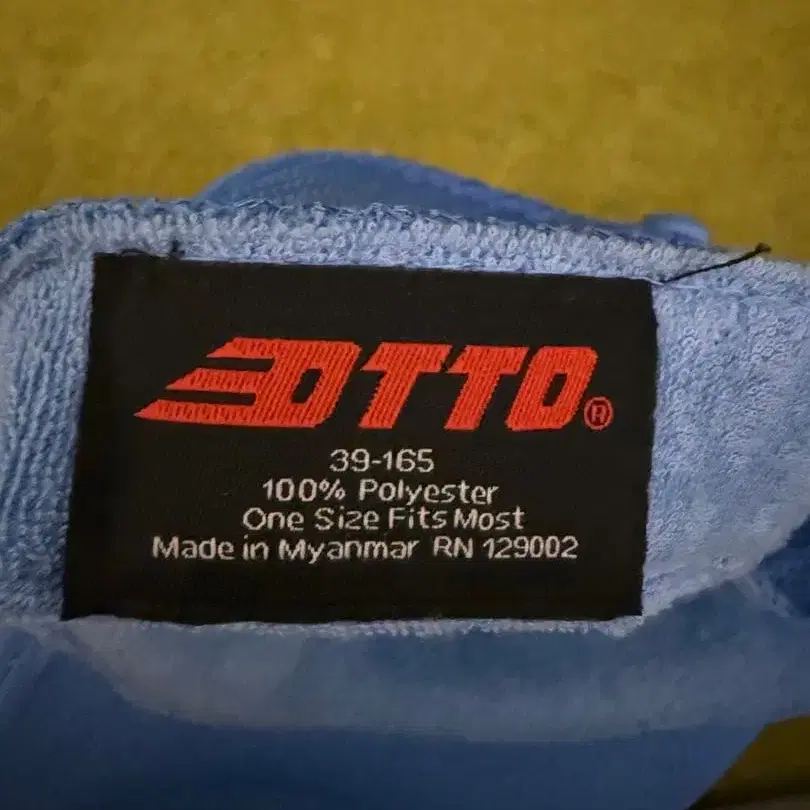 OTTO®
39-165
100% Polyester
One Size Fits Most
Made in Myanmar RN 129002